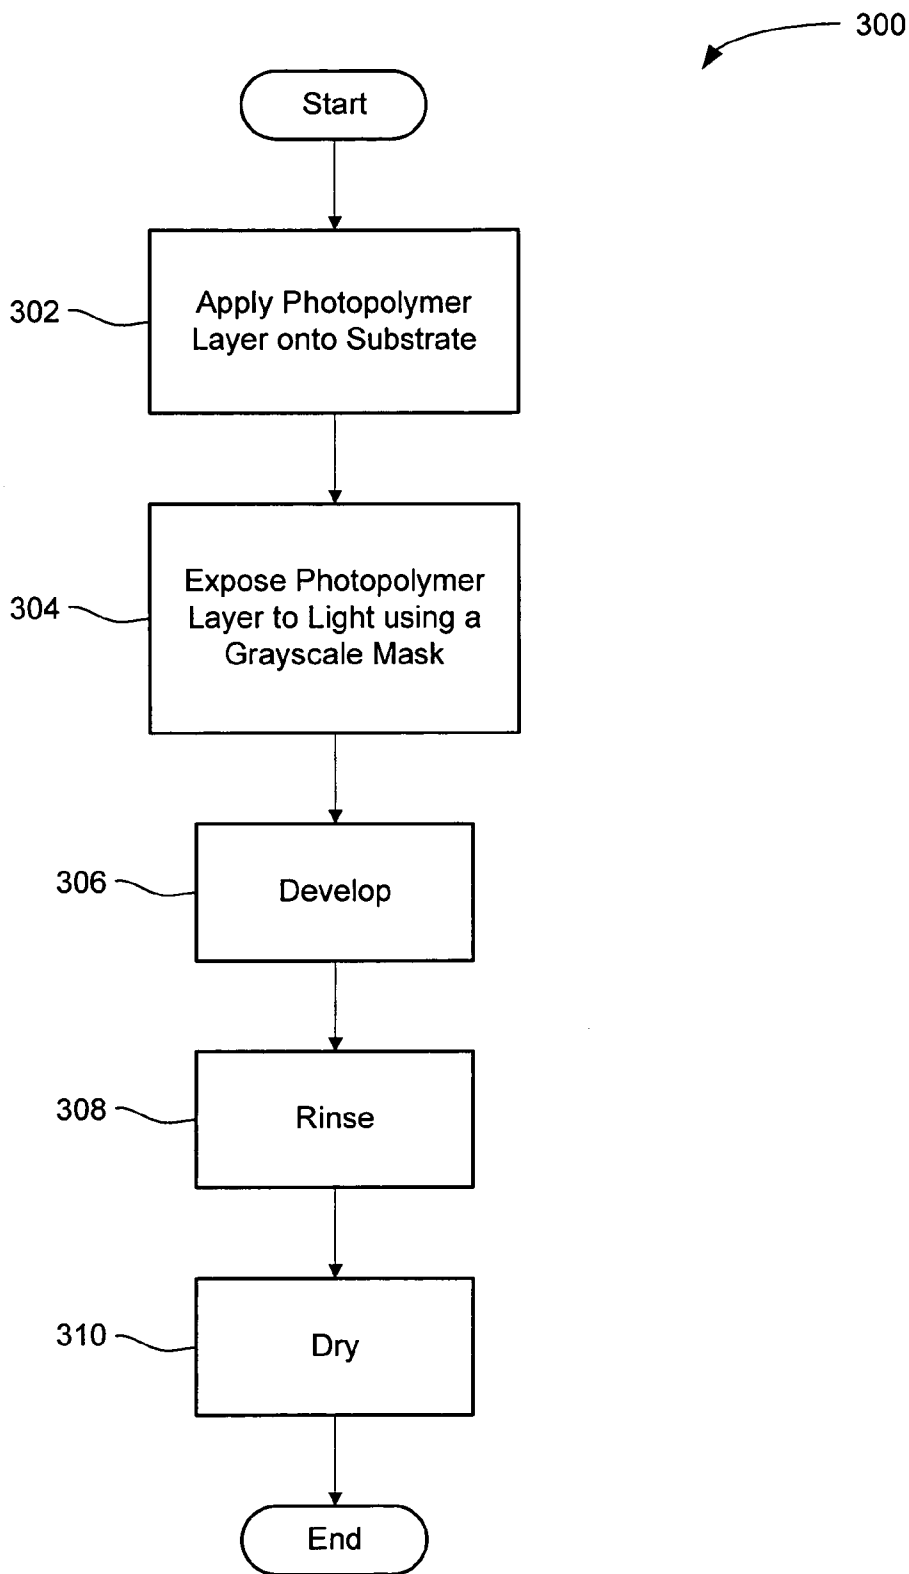 300
Start
302
Apply Photopolymer
Layer onto Substrate
304
Expose Photopolymer
Layer to Light using a
Grayscale Mask
306
Develop
308
Rinse
310
Dry
End